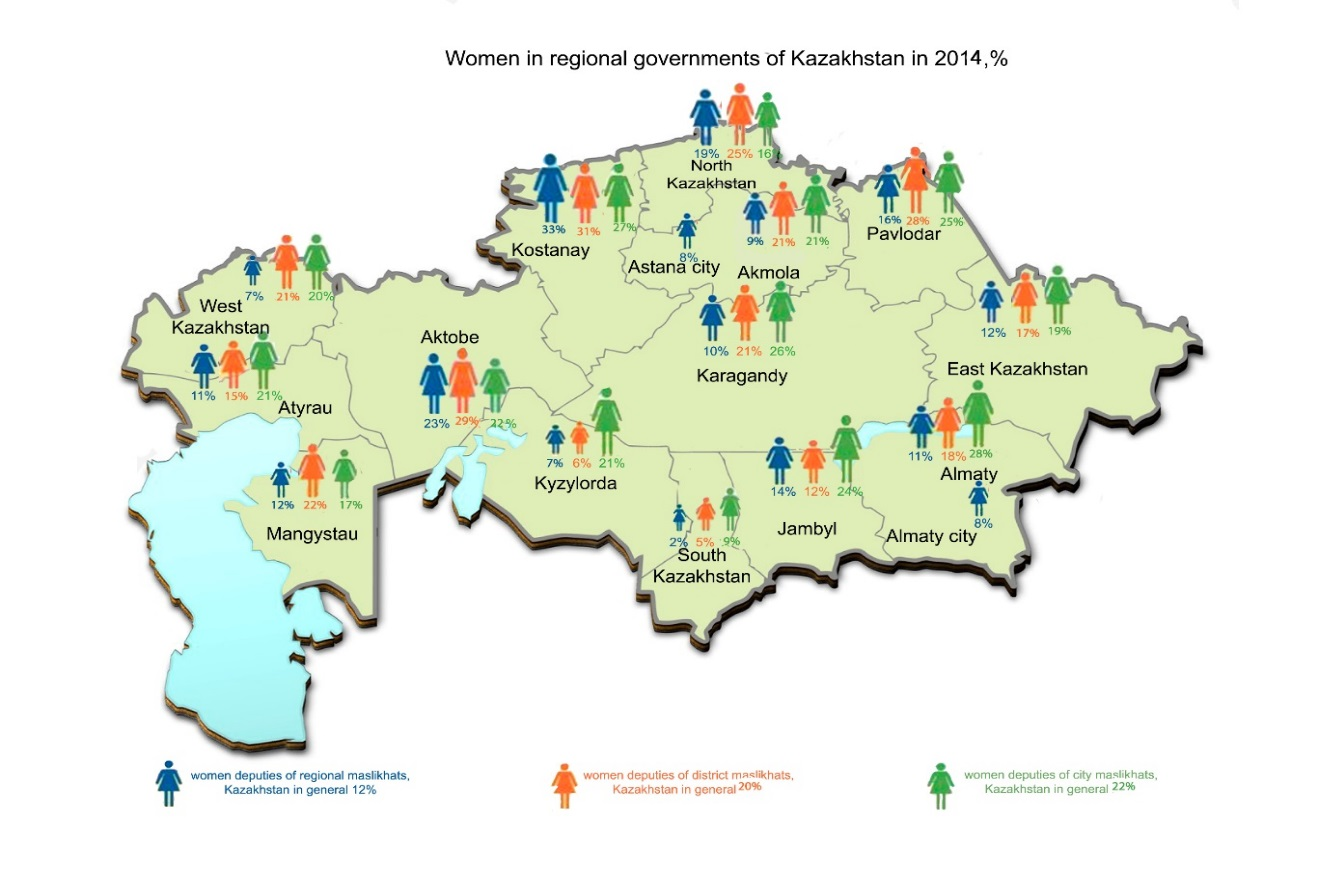 Women in regional governments of Kazakhstan in 2014,%
19% 25% 16%
North
Kazakhstan
33% 31% 27%
Kostanay
8%
Astana city
9% 21% 21%
Akmola
16% 28% 25%
Pavlodar
7% 21% 20%
West
Kazakhstan
11% 15% 21%
Atyrau
Aktobe
23% 29% 22%
10% 21% 26%
Karagandy
12% 17% 19%
East Kazakhstan
12% 22% 17%
Mangystau
7% 6% 21%
Kyzylorda
2% 5% 9%
South
Kazakhstan
14% 12% 24%
Jambyl
11% 18% 28%
Almaty
8%
Almaty city
women deputies of regional maslikhats,
Kazakhstan in general 12%
women deputies of district maslikhats,
Kazakhstan in general 20%
women deputies of city maslikhats,
Kazakhstan in general 22%